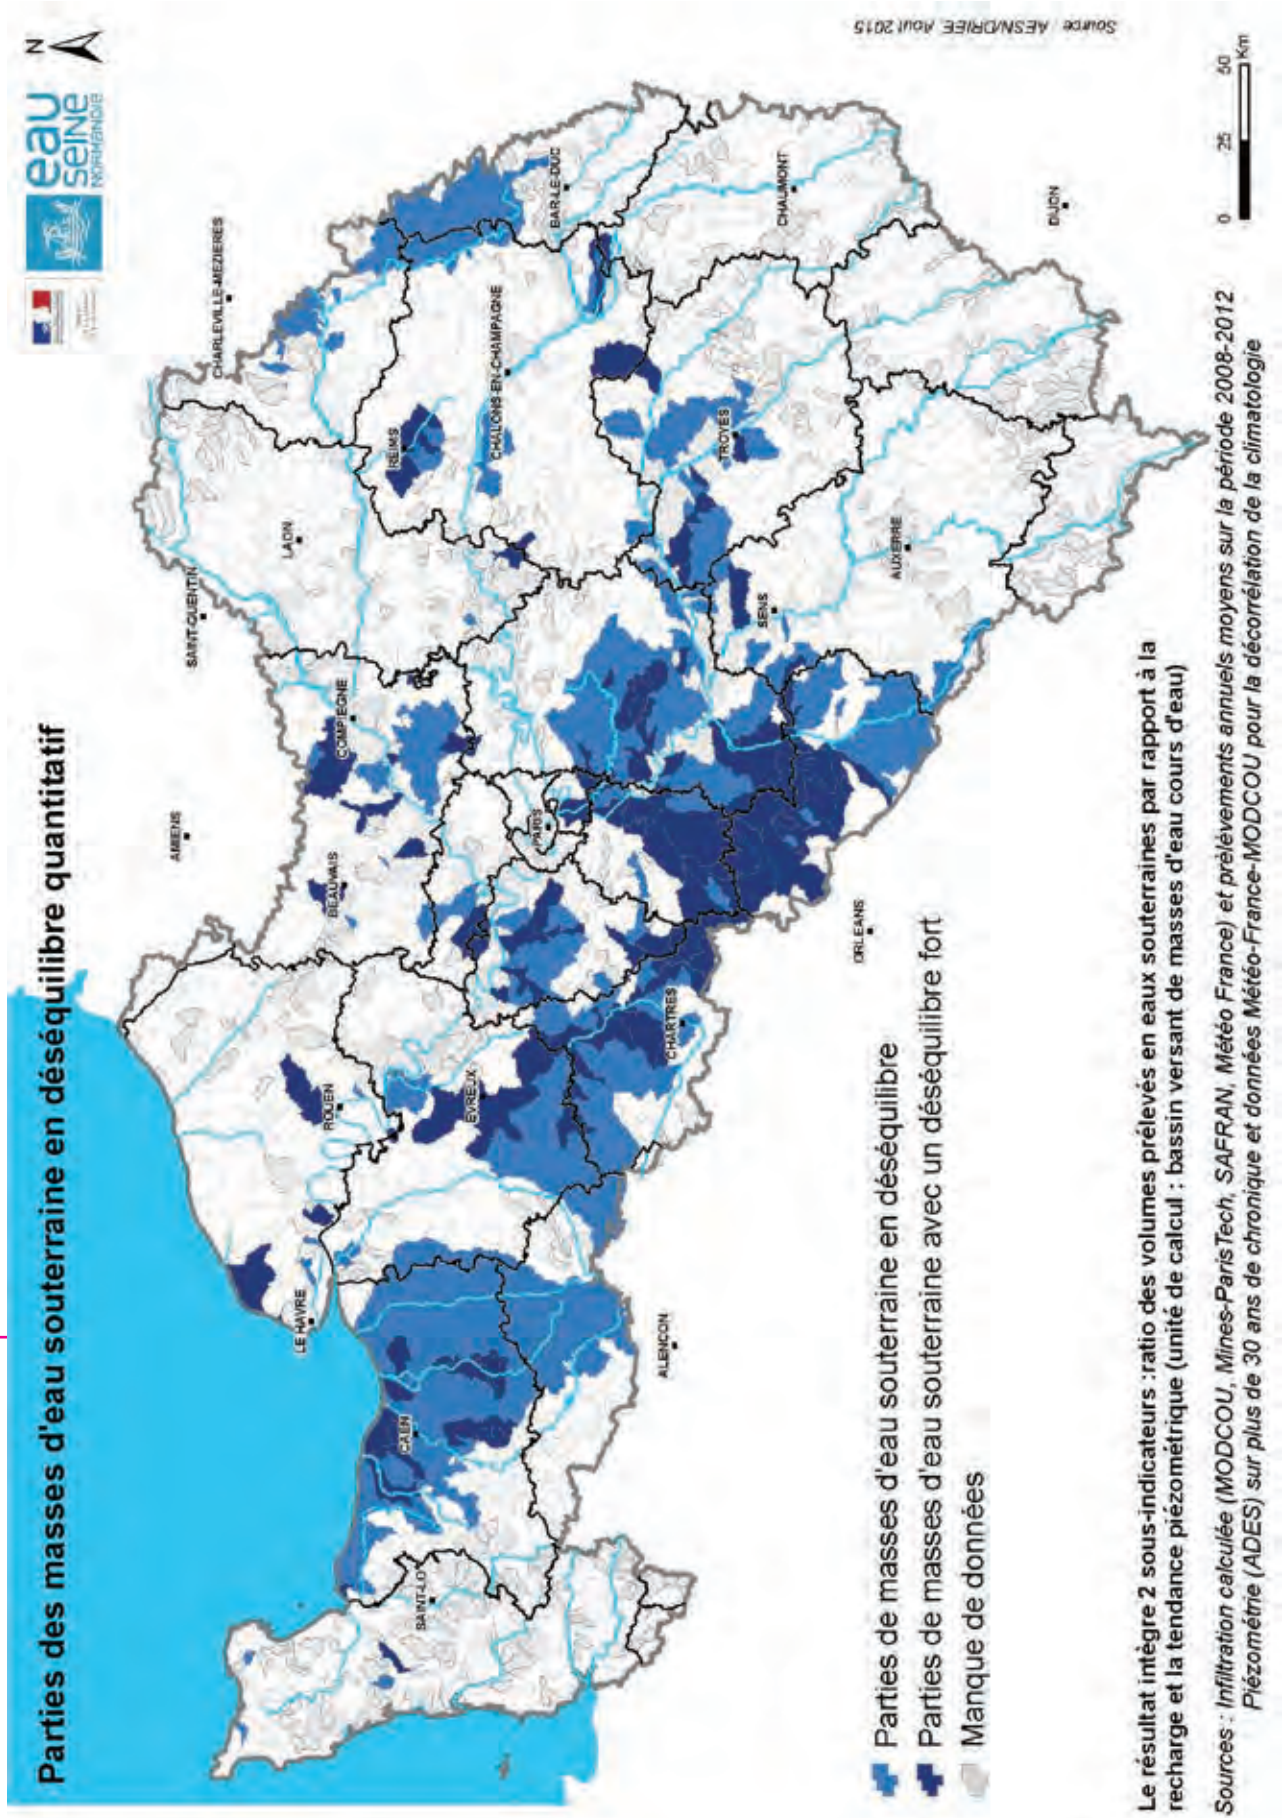 Parties des masses d'eau souterraine en déséquilibre quantitatif
eau
seine
NORMANDIE
N
AMIENS
SAINT-QUENTIN
CHARLEVILLE-MEZIERES
LAON
COMPIEGNE
BEAUVAIS
ROUEN
LE HAVRE
REIMS
CHALONS-EN-CHAMPAGNE
BAR-LE-DUC
SAINT-LO
CAEN
EVREUX
PARIS
TROYES
CHAUMONT
ALENCON
CHARTRES
SENS
ORLEANS
AUXERRE
DIJON
Source : AESN/DRIEE, Aout 2015
Parties de masses d'eau souterraine en déséquilibre
Parties de masses d'eau souterraine avec un déséquilibre fort
Manque de données
0 25 50
Km
Le résultat intègre 2 sous-indicateurs :ratio des volumes prélevés en eaux souterraines par rapport à la
recharge et la tendance piézométrique (unité de calcul : bassin versant de masses d'eau cours d'eau)
Sources : Infiltration calculée (MODCOU, Mines-ParisTech, SAFRAN, Météo France) et prélèvements annuels moyens sur la période 2008-2012
Piézométrie (ADES) sur plus de 30 ans de chronique et données Météo-France-MODCOU pour la décorrélation de la climatologie